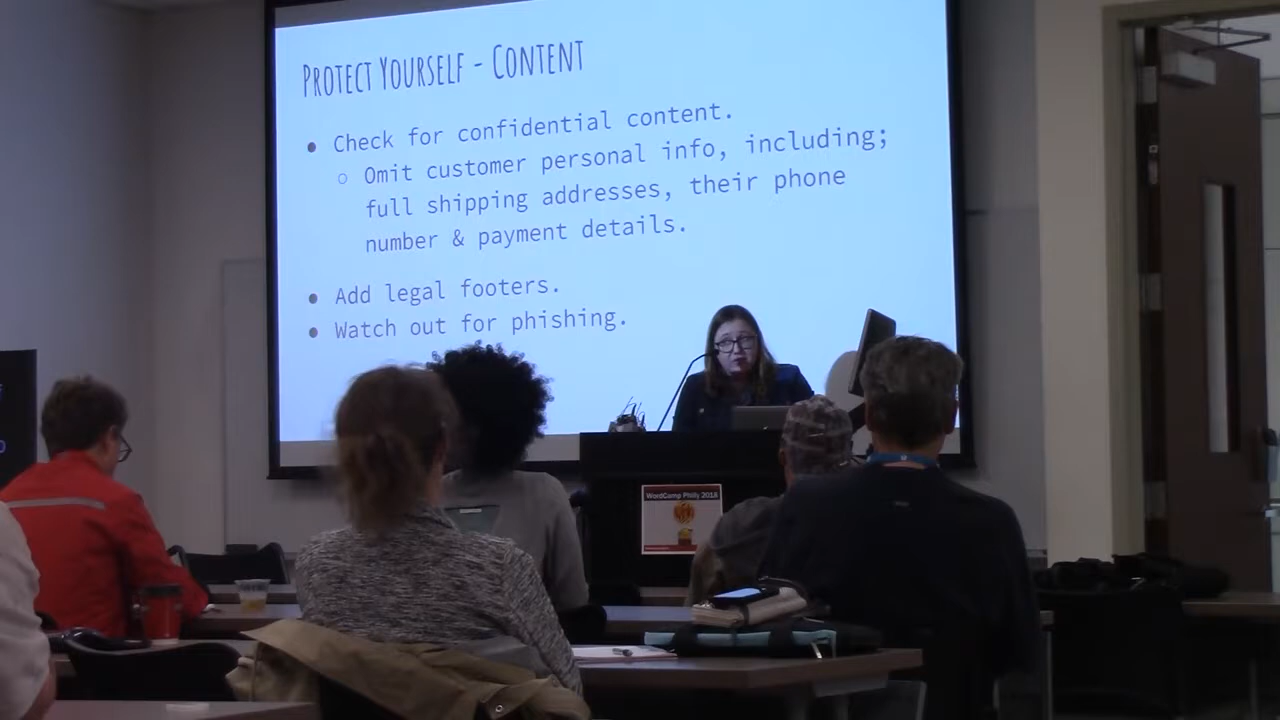 Protect Yourself - Content
• Check for confidential content.
○ Omit customer personal info, including;
full shipping addresses, their phone
number & payment details.
• Add legal footers.
• Watch out for phishing.
WordCamp Philly 2018